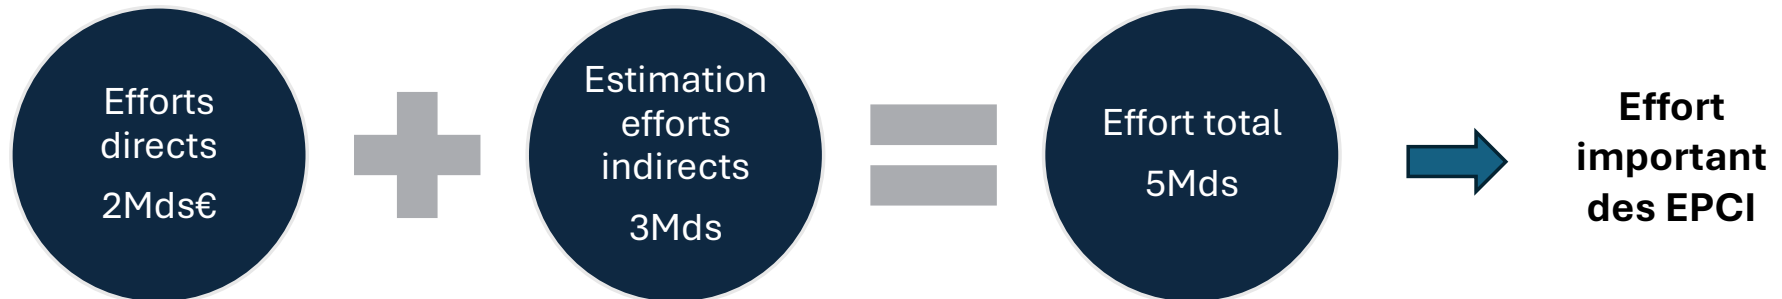 Efforts
directs
2Mds€
Estimation
efforts
indirects
3Mds
Effort total
5Mds
Effort
important
des EPCI